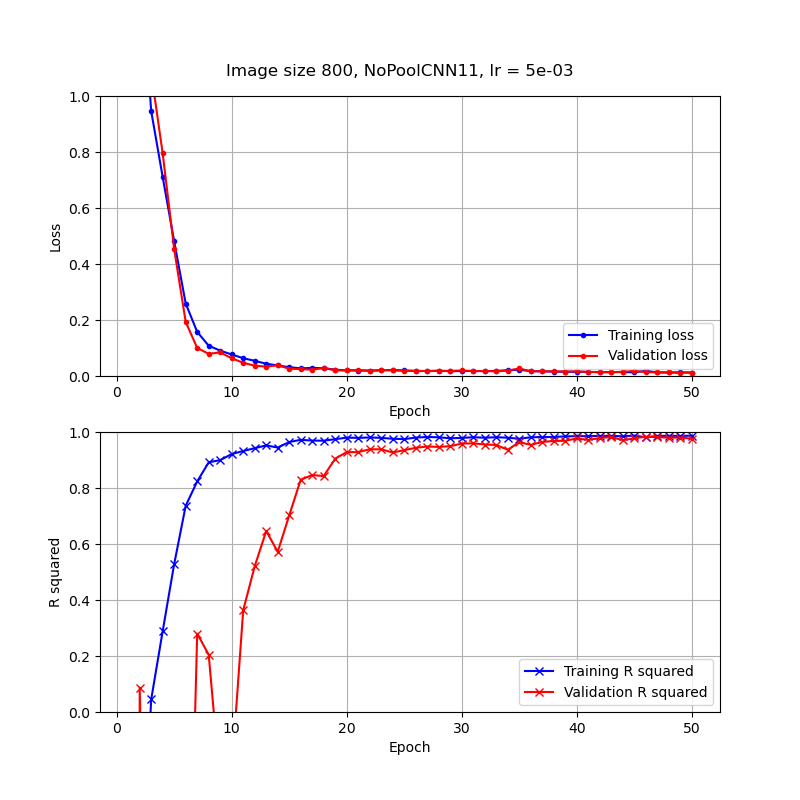 Image size 800, NoPoolCNN11, lr = 5e-03
1.0
0.8
0.6
0.4
0.2
0.0
Loss
0 10 20 30 40 50
Epoch
Training loss
Validation loss
1.0
0.8
0.6
0.4
0.2
0.0
R squared
0 10 20 30 40 50
Epoch
Training R squared
Validation R squared